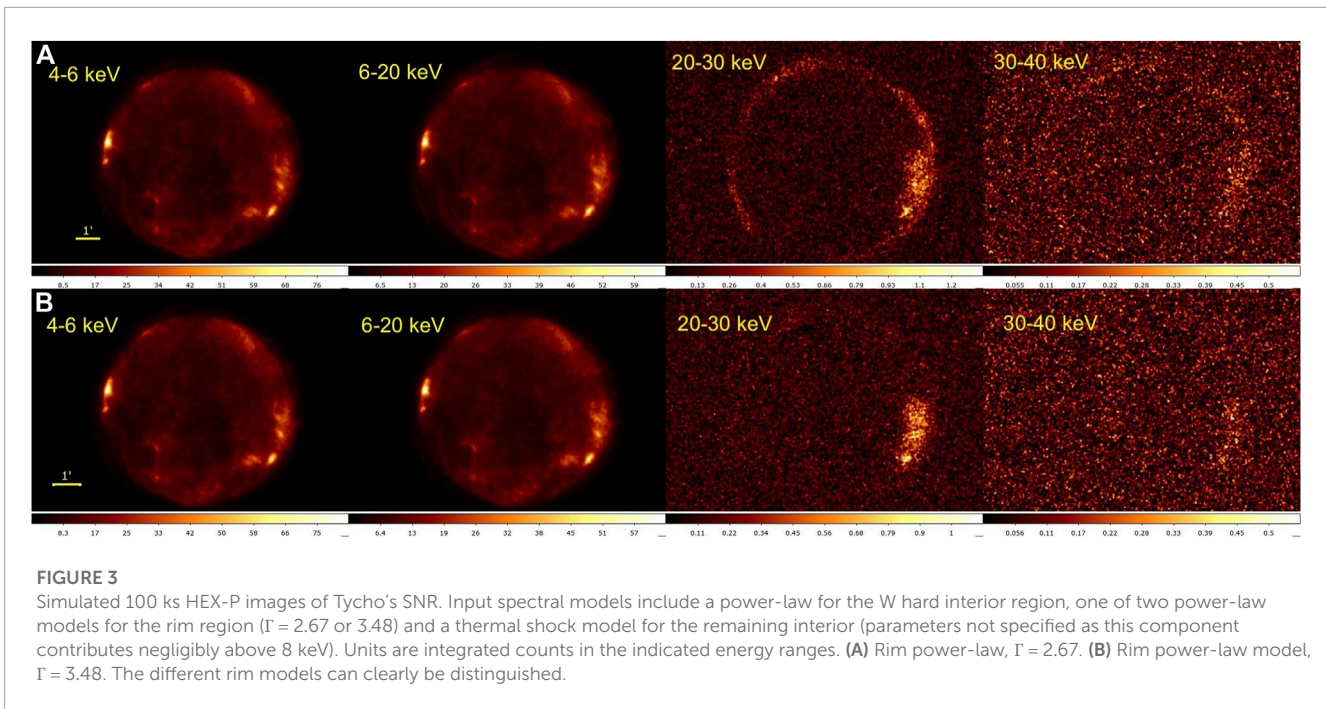 A
4-6 keV
6-20 keV
20-30 keV
30-40 keV
1'
8.5 17 25 34 42 51 59 68 76
6.5 13 20 26 33 39 46 52 59
0.13 0.26 0.4 0.53 0.66 0.79 0.93 1.1 1.2
0.055 0.11 0.17 0.22 0.28 0.33 0.39 0.45 0.5
B
4-6 keV
6-20 keV
20-30 keV
30-40 keV
1'
8.3 17 25 33 42 50 58 66 75
6.4 13 19 26 32 38 45 51 57
0.11 0.22 0.34 0.45 0.56 0.67 0.79 0.9 1
0.056 0.11 0.17 0.22 0.28 0.33 0.39 0.45 0.5
FIGURE 3
Simulated 100 ks HEX-P images of Tycho's SNR. Input spectral models include a power-law for the W hard interior region, one of two power-law
models for the rim region (Γ = 2.67 or 3.48) and a thermal shock model for the remaining interior (parameters not specified as this component
contributes negligibly above 8 keV). Units are integrated counts in the indicated energy ranges. (A) Rim power-law, Γ = 2.67. (B) Rim power-law model,
Γ = 3.48. The different rim models can clearly be distinguished.